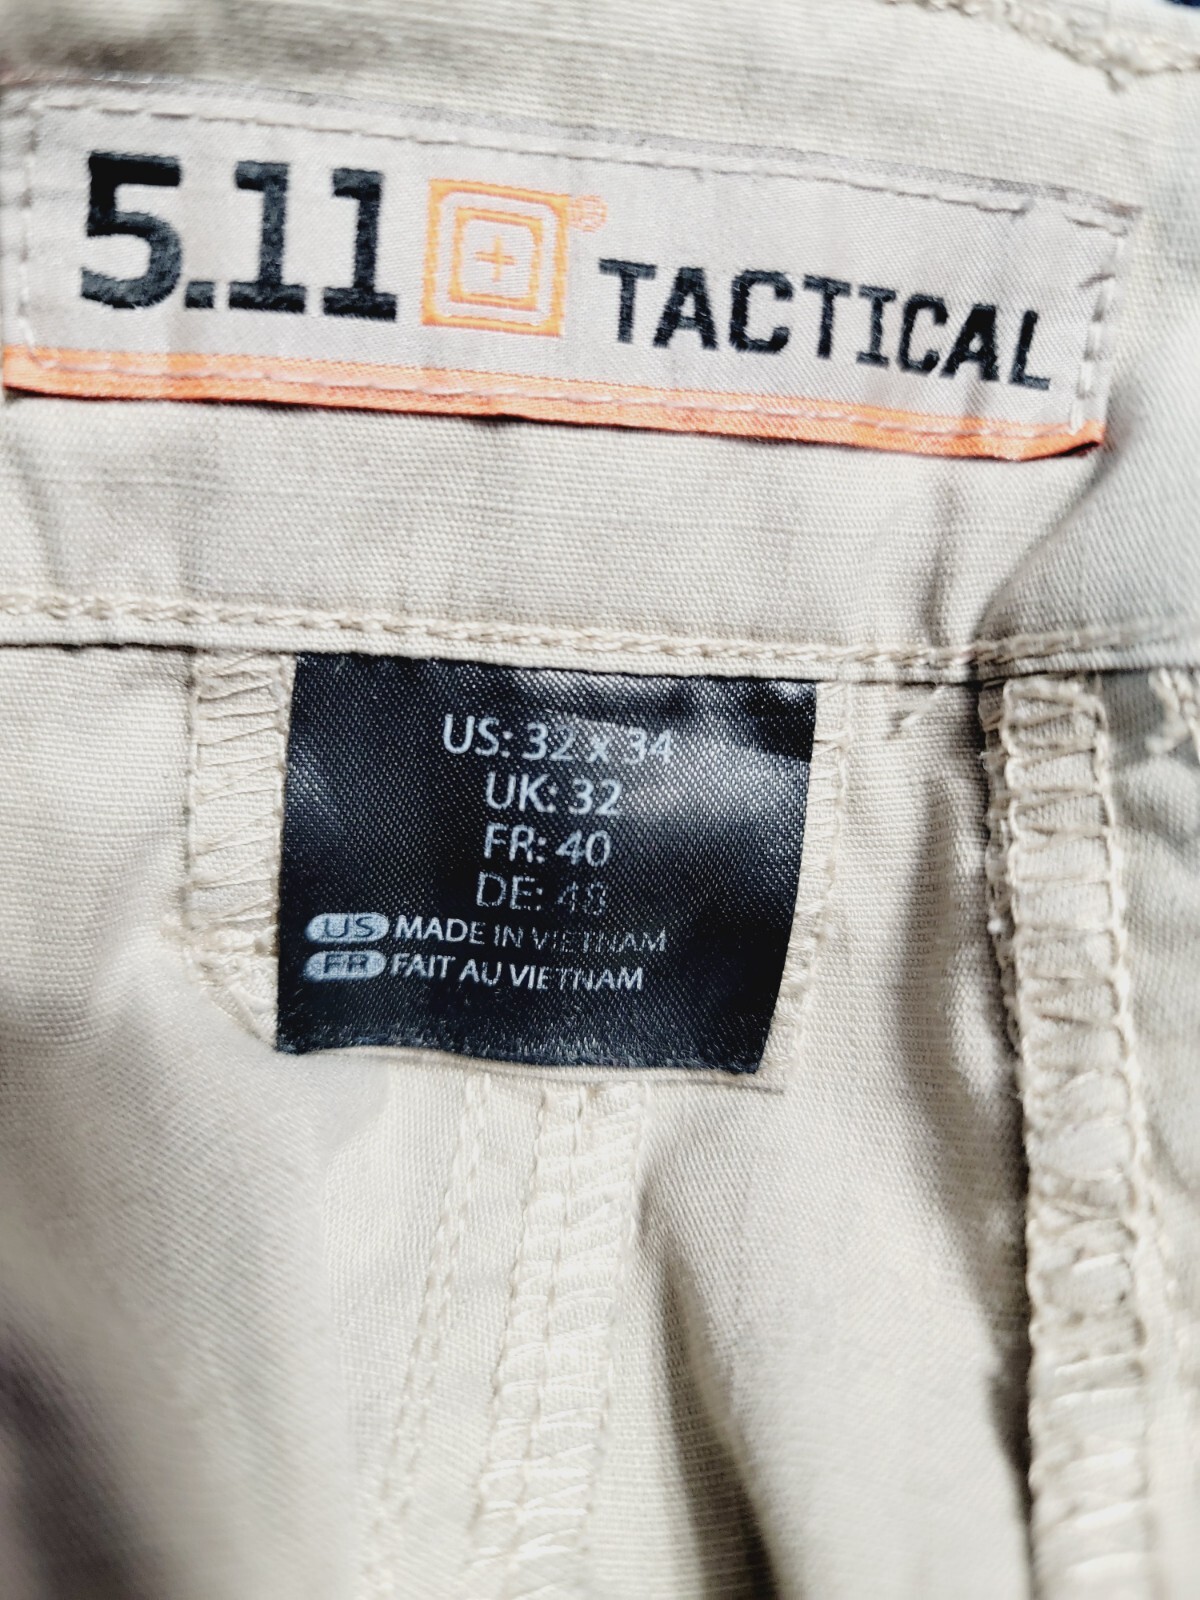 5.11® TACTICAL
US: 32 x 34
UK: 32
FR: 40
DE: 48
US MADE IN VIETNAM
FR FAIT AU VIETNAM